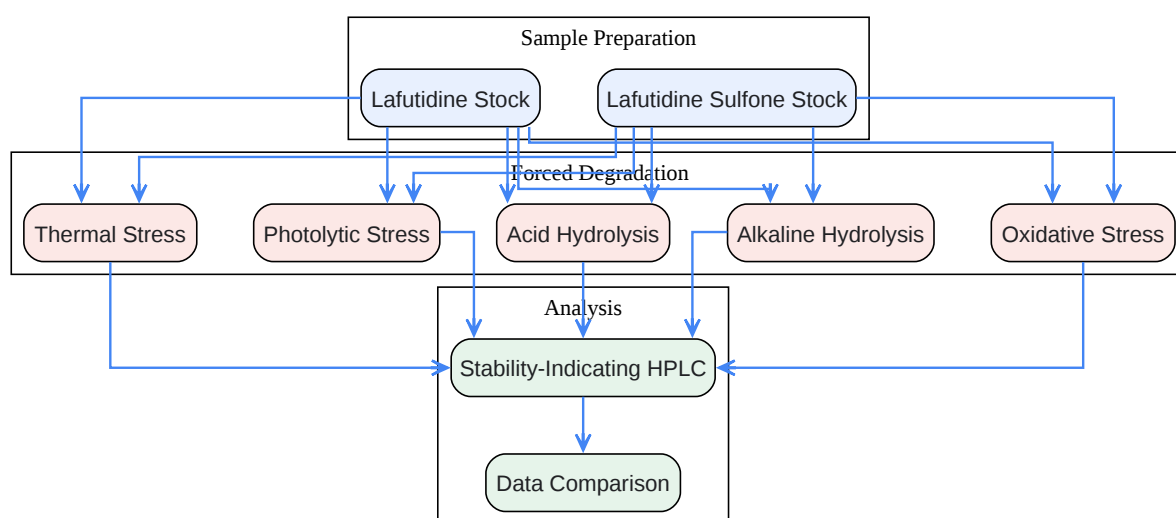 Sample Preparation
Lafutidine Stock
Lafutidine Sulfone Stock
Forced Degradation
Thermal Stress
Photolytic Stress
Acid Hydrolysis
Alkaline Hydrolysis
Oxidative Stress
Analysis
Stability-Indicating HPLC
Data Comparison